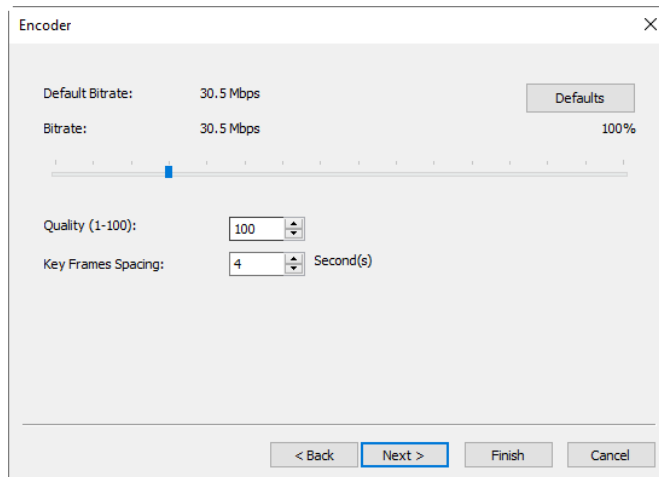 Encoder
Default Bitrate: 30.5 Mbps Defaults
Bitrate: 30.5 Mbps 100%
Quality (1-100): 100
Key Frames Spacing: 4 Second(s)
< Back Next > Finish Cancel